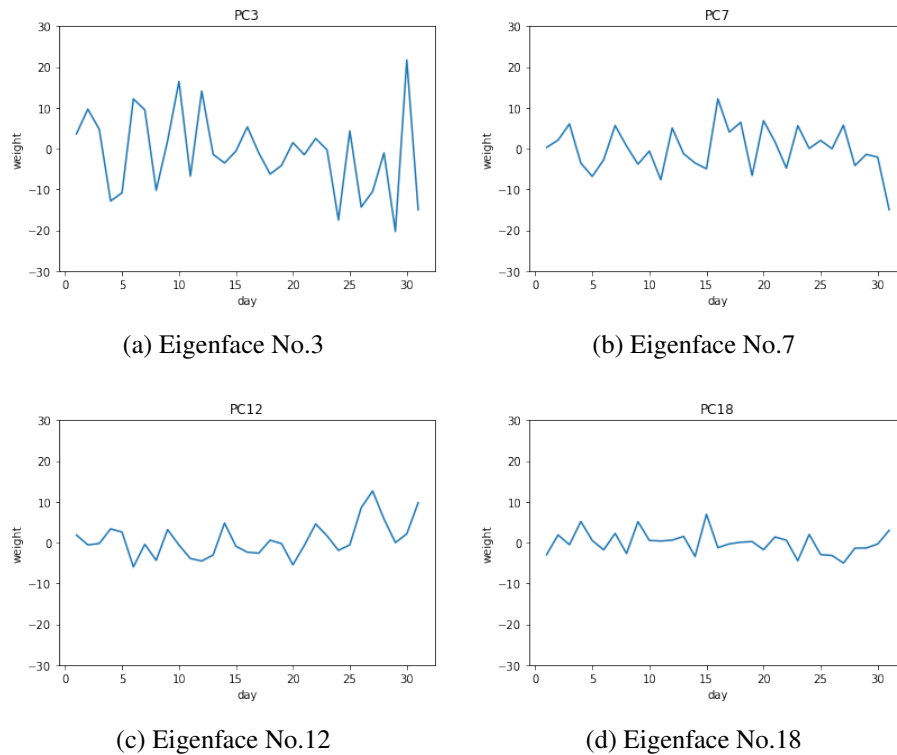 PC3
30
20
10
0
−10
−20
−30
weight
0 5 10 15 20 25 30
day
(a) Eigenface No.3
PC7
30
20
10
0
−10
−20
−30
weight
0 5 10 15 20 25 30
day
(b) Eigenface No.7
PC12
30
20
10
0
−10
−20
−30
weight
0 5 10 15 20 25 30
day
(c) Eigenface No.12
PC18
30
20
10
0
−10
−20
−30
weight
0 5 10 15 20 25 30
day
(d) Eigenface No.18